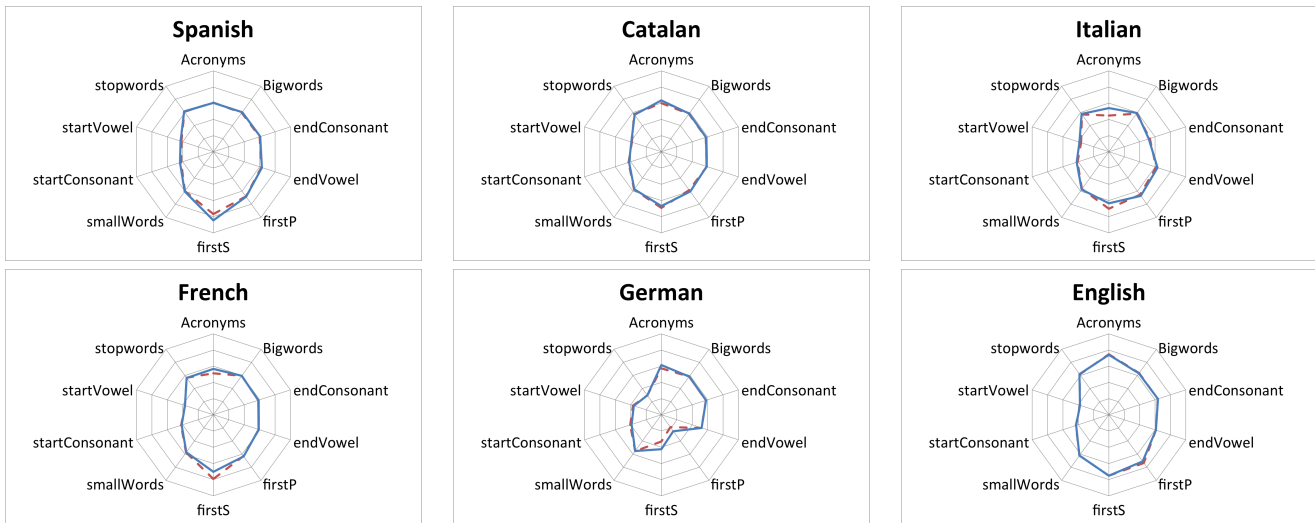 Spanish
Acronyms
Bigwords
endConsonant
endVowel
firstP
firstS
smallWords
startConsonant
startVowel
stopwords
Catalan
Acronyms
Bigwords
endConsonant
endVowel
firstP
firstS
smallWords
startConsonant
startVowel
stopwords
Italian
Acronyms
Bigwords
endConsonant
endVowel
firstP
firstS
smallWords
startConsonant
startVowel
stopwords
French
Acronyms
Bigwords
endConsonant
endVowel
firstP
firstS
smallWords
startConsonant
startVowel
stopwords
German
Acronyms
Bigwords
endConsonant
endVowel
firstP
firstS
smallWords
startConsonant
startVowel
stopwords
English
Acronyms
Bigwords
endConsonant
endVowel
firstP
firstS
smallWords
startConsonant
startVowel
stopwords